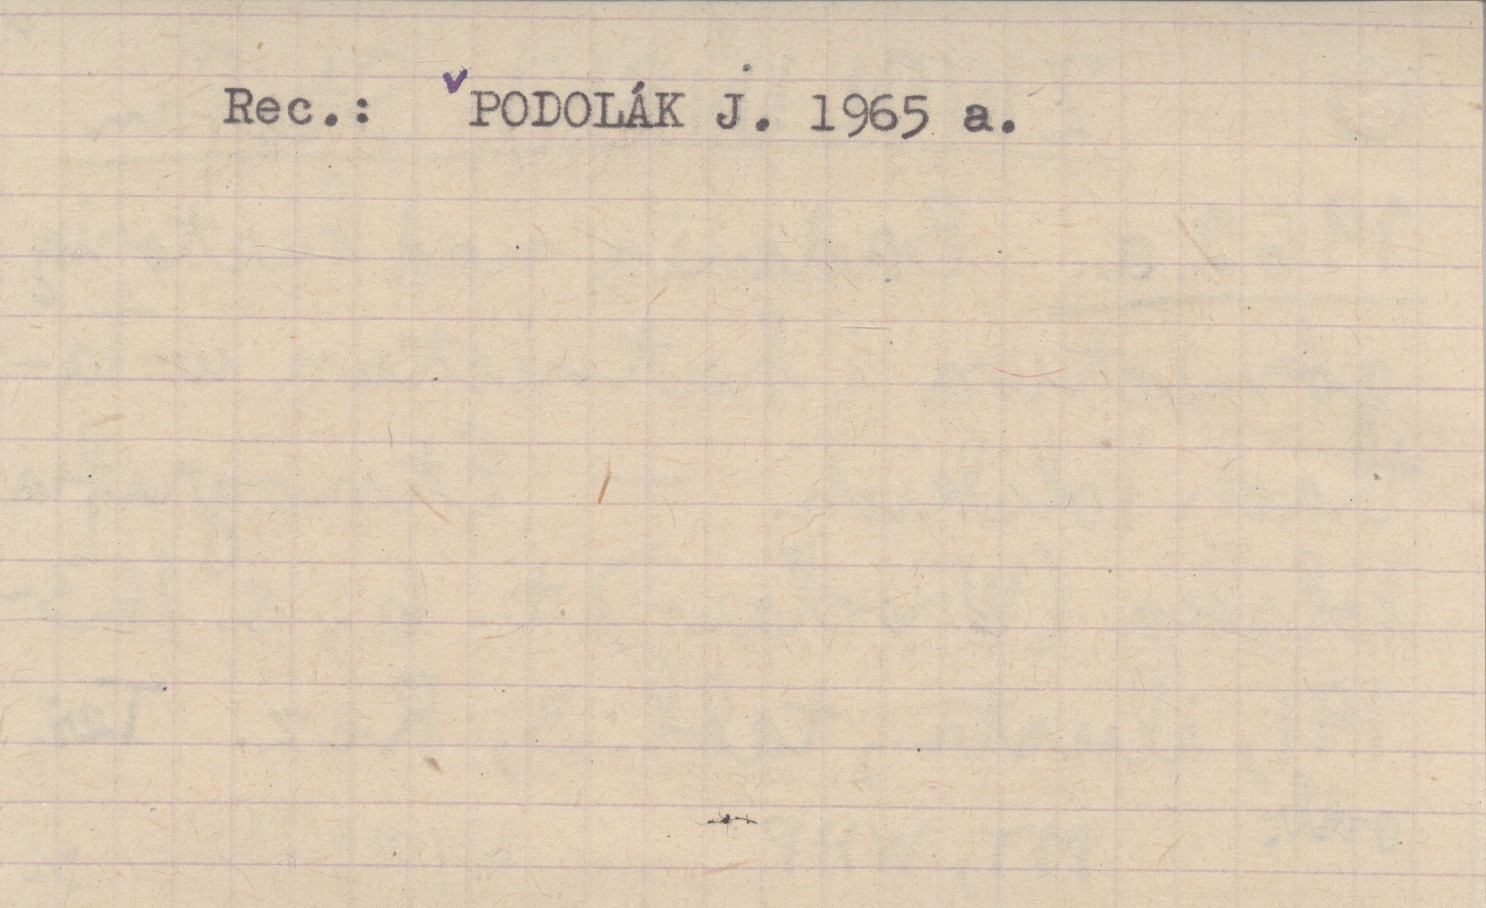 Rec.: ✓PODOLÁK J. 1965 a.